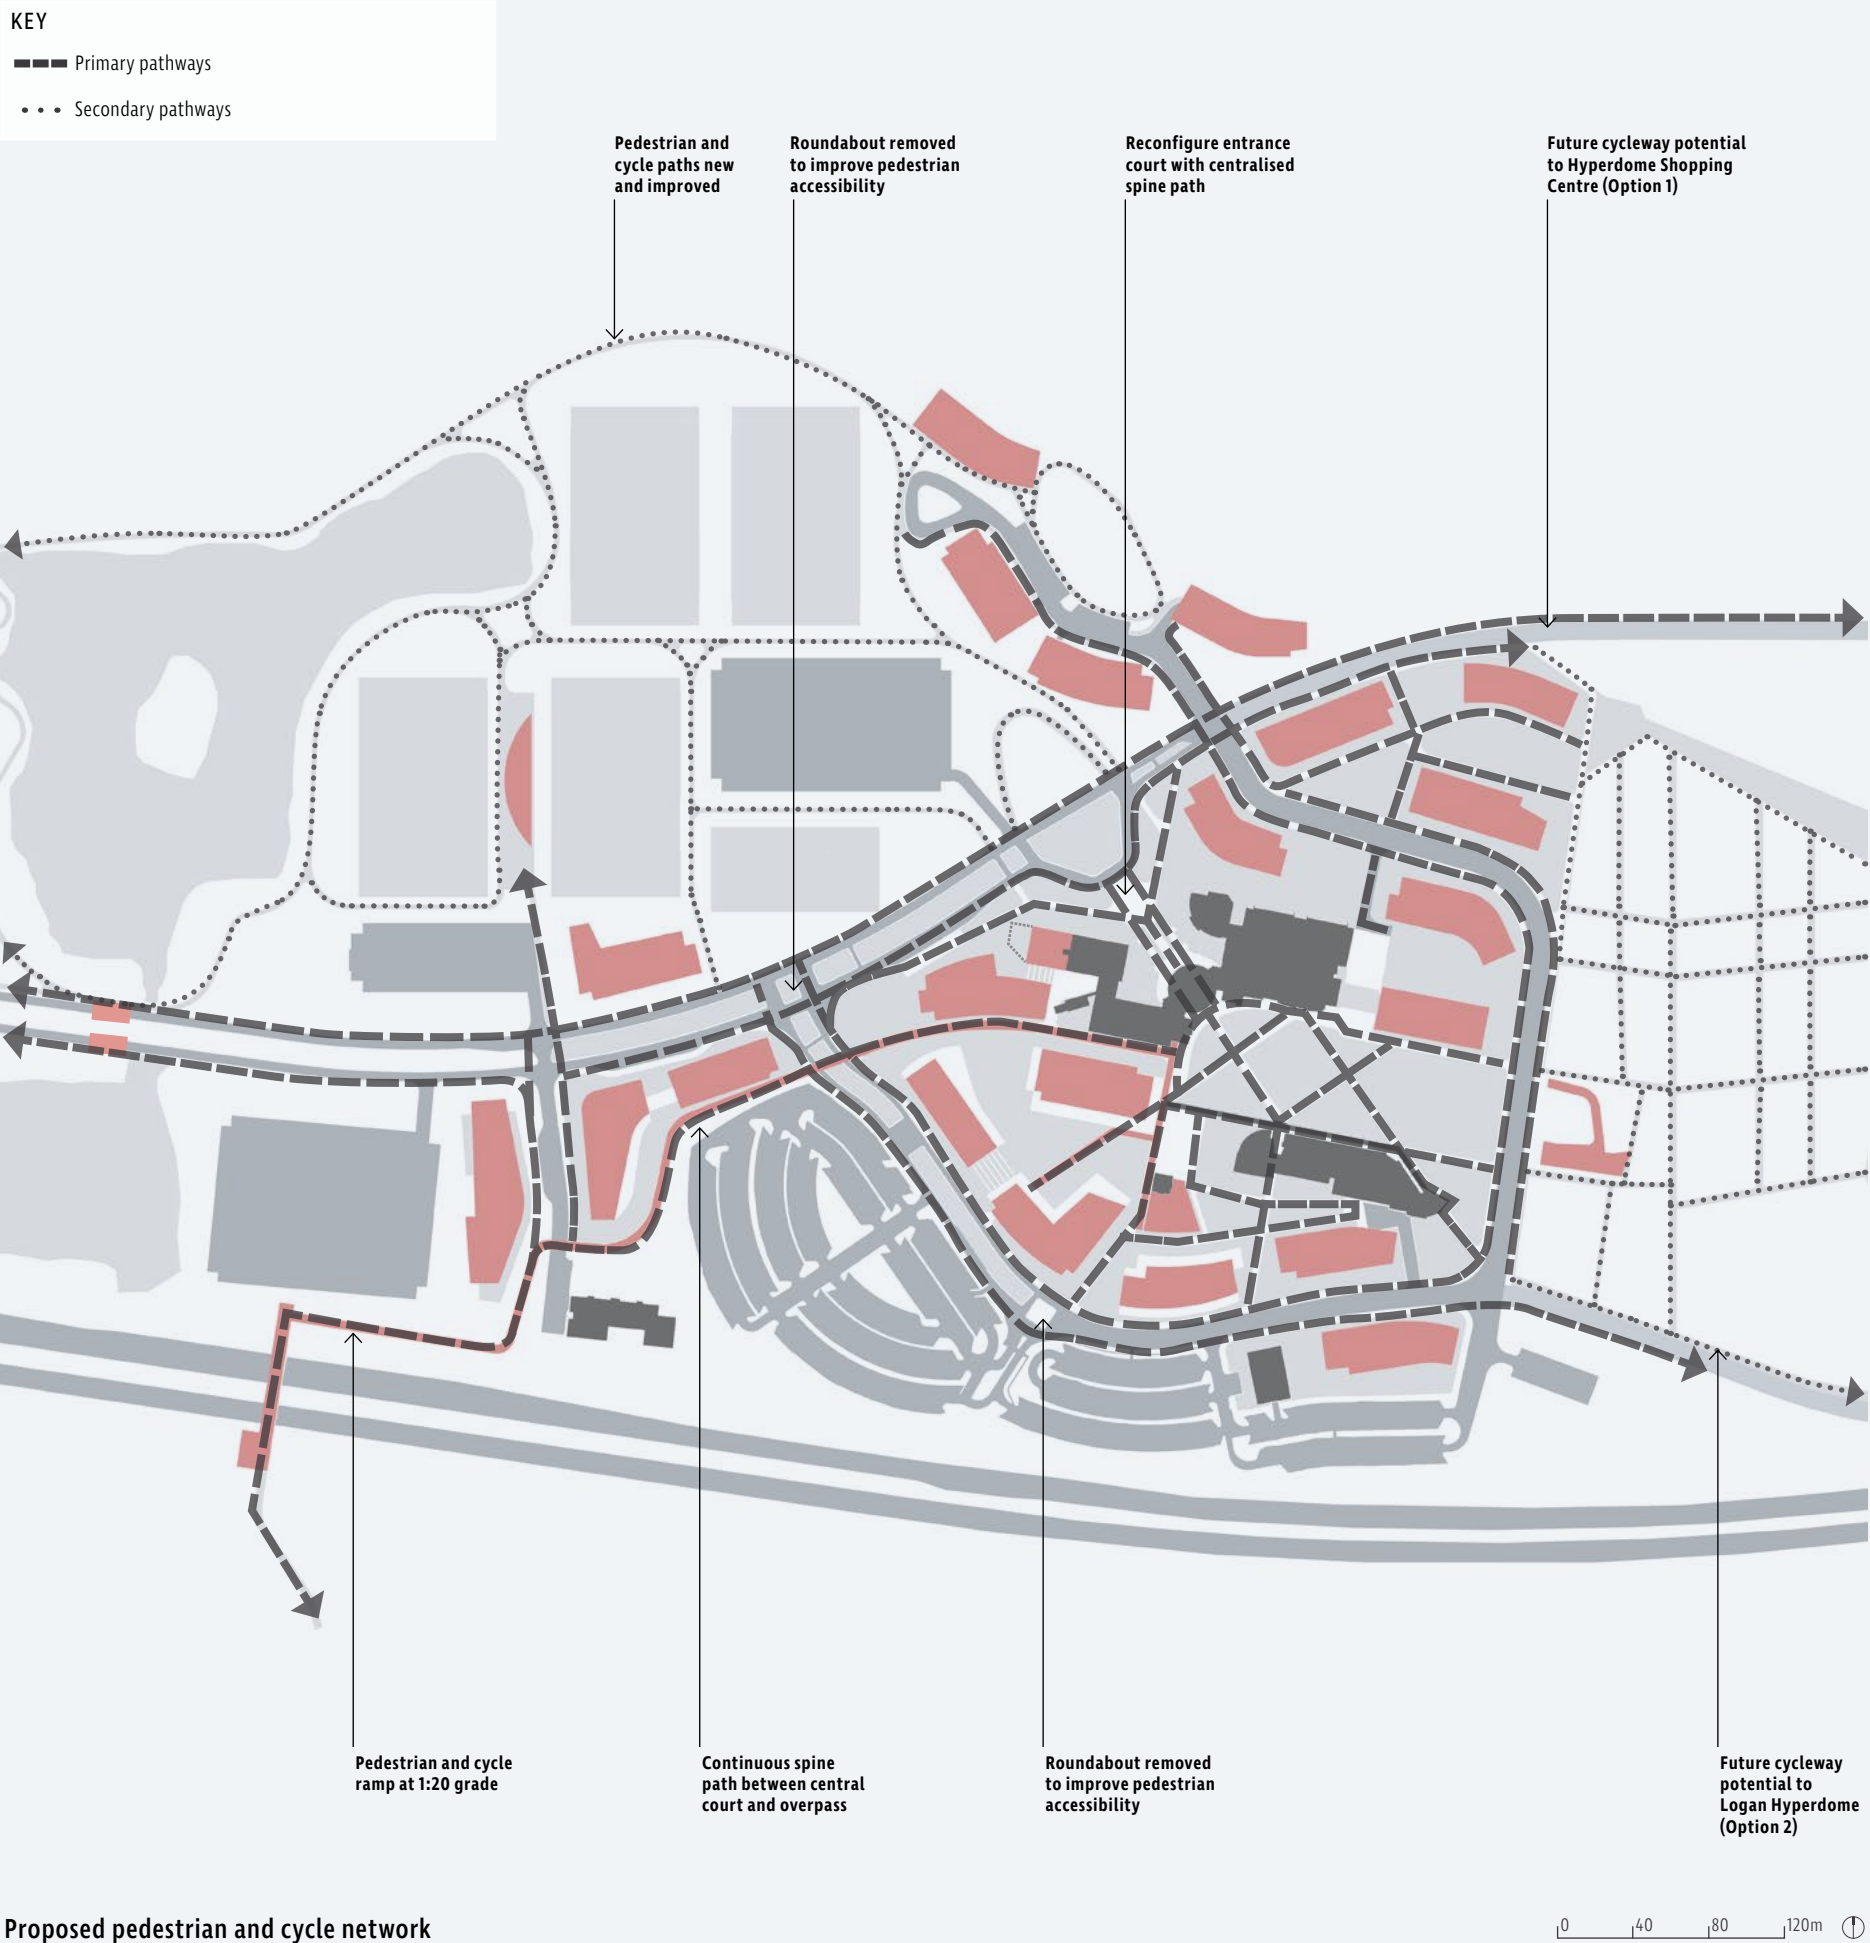 KEY
Primary pathways
Secondary pathways
Pedestrian and
cycle paths new
and improved
Roundabout removed
to improve pedestrian
accessibility
Reconfigure entrance
court with centralised
spine path
Future cycleway potential
to Hyperdome Shopping
Centre (Option 1)
Pedestrian and cycle
ramp at 1:20 grade
Continuous spine
path between central
court and overpass
Roundabout removed
to improve pedestrian
accessibility
Future cycleway
potential to
Logan Hyperdome
(Option 2)
Proposed pedestrian and cycle network
0 40 80 120m